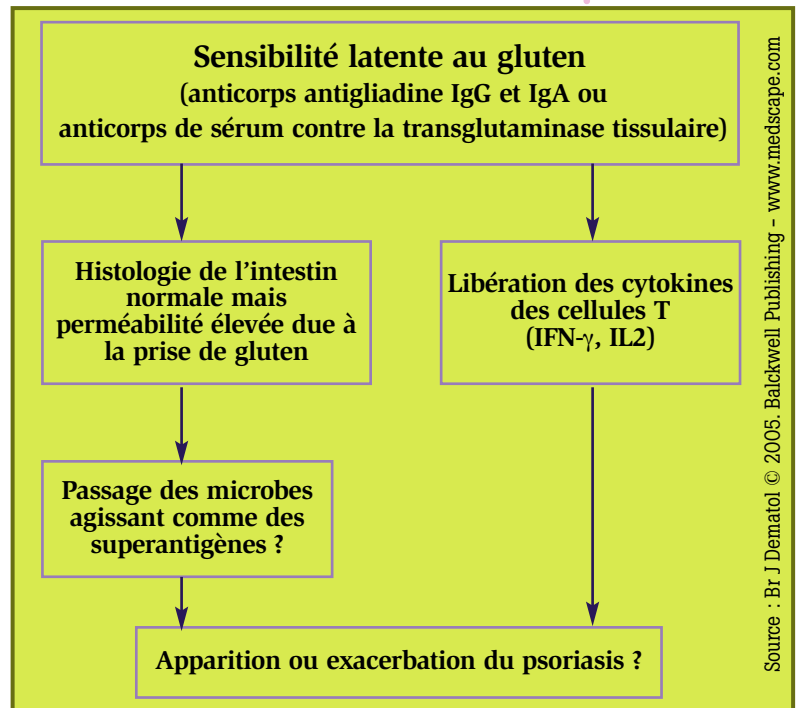 Sensibilité latente au gluten
(anticorps antigliadine IgG et IgA ou
anticorps de sérum contre la transglutaminase tissulaire)
Histologie de l'intestin
normale mais
perméabilité élevée due à
la prise de gluten
Libération des cytokines
des cellules T
(IFN-γ, IL2)
Passage des microbes
agissant comme des
superantigènes ?
Apparition ou exacerbation du psoriasis ?
Source : Br J Dematol © 2005. Balckwell Publishing - www.medscape.com